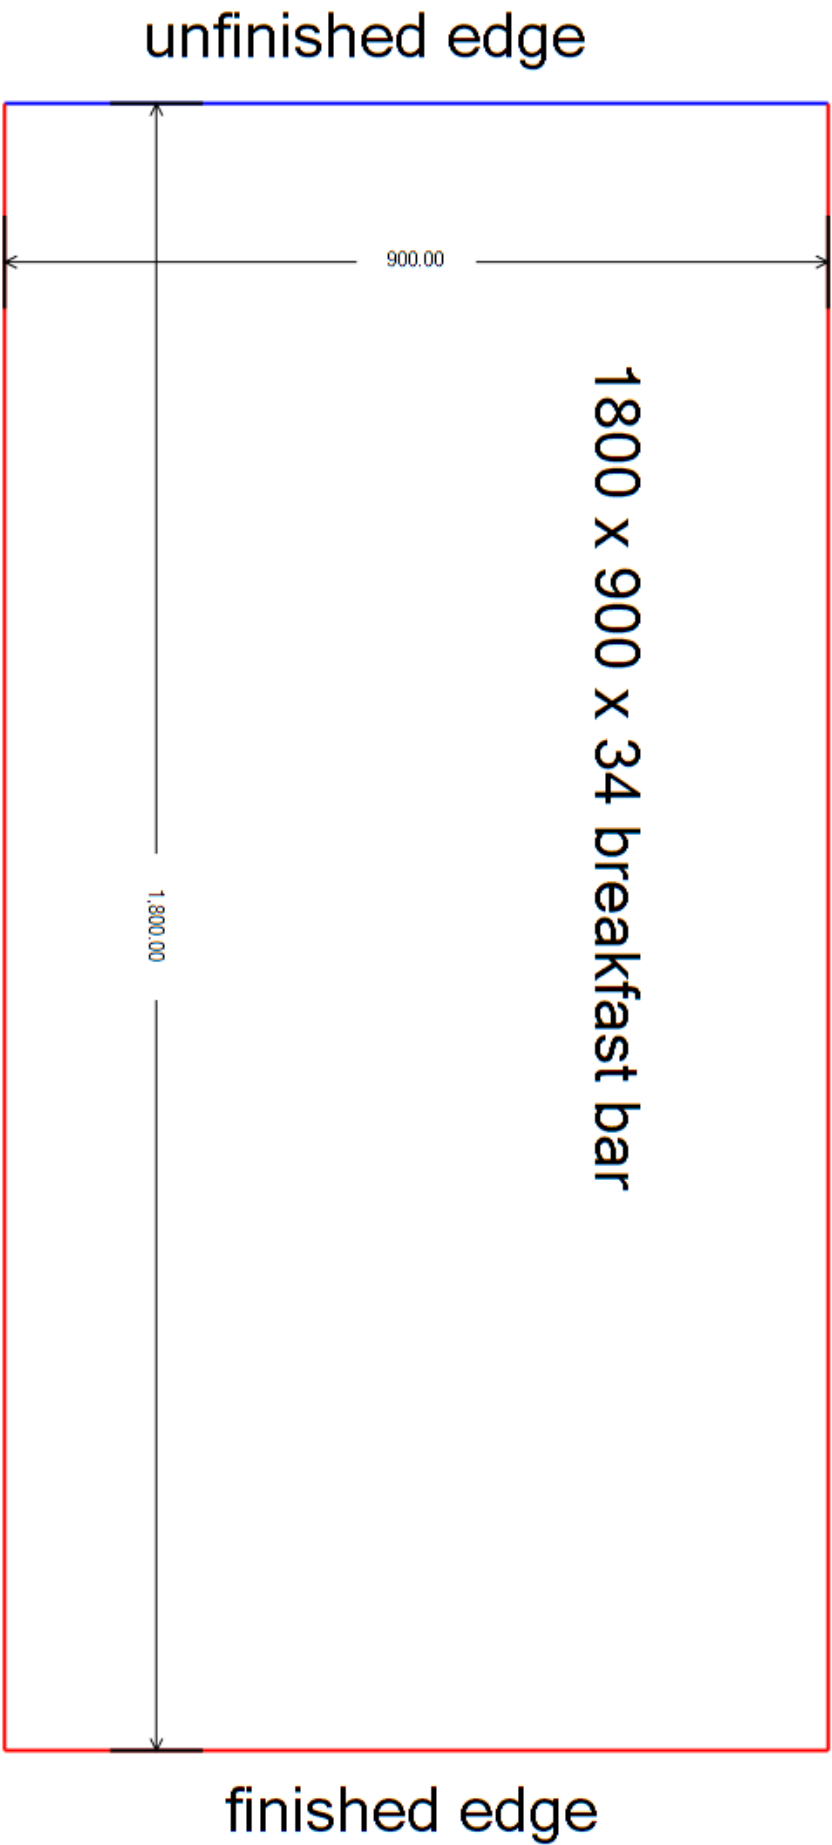 unfinished edge
900.00
1800 x 900 x 34 breakfast bar
1,800.00
finished edge